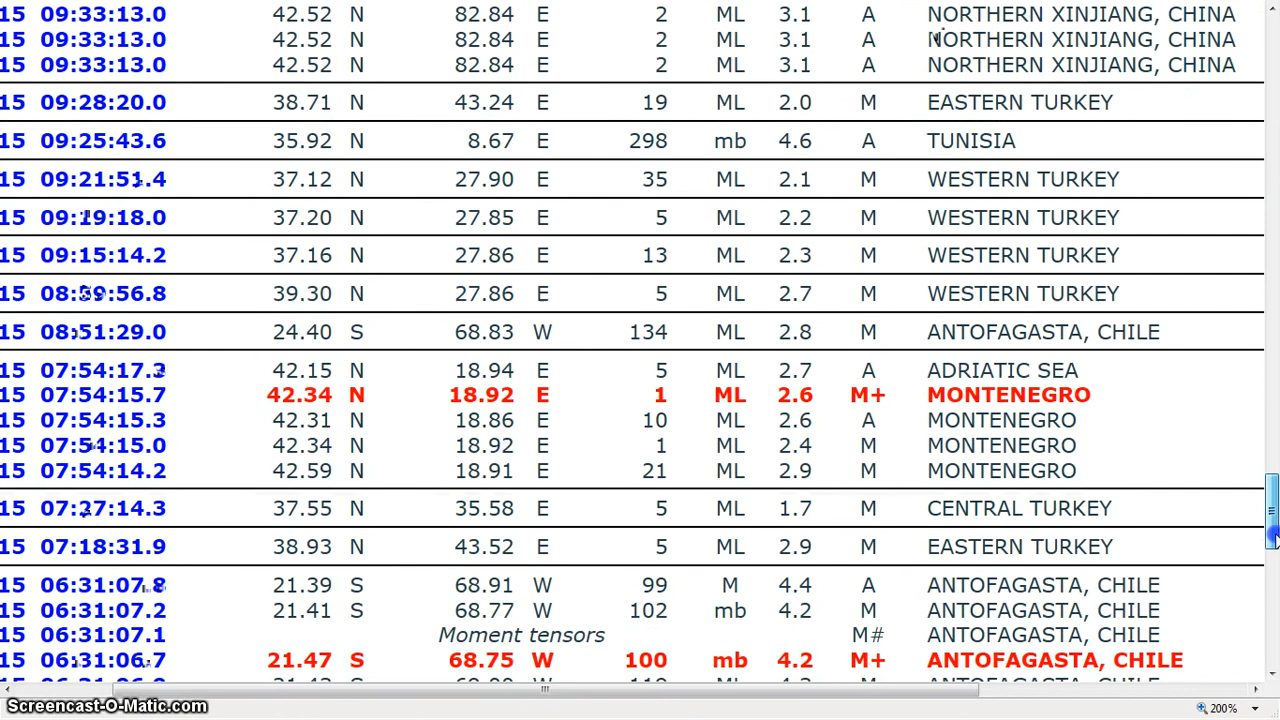 15 09:33:13.0 42.52 N 82.84 E 2 ML 3.1 A NORTHERN XINJIANG, CHINA
15 09:33:13.0 42.52 N 82.84 E 2 ML 3.1 A NORTHERN XINJIANG, CHINA
15 09:33:13.0 42.52 N 82.84 E 2 ML 3.1 A NORTHERN XINJIANG, CHINA
15 09:28:20.0 38.71 N 43.24 E 19 ML 2.0 M EASTERN TURKEY
15 09:25:43.6 35.92 N 8.67 E 298 mb 4.6 A TUNISIA
15 09:21:51.4 37.12 N 27.90 E 35 ML 2.1 M WESTERN TURKEY
15 09:19:18.0 37.20 N 27.85 E 5 ML 2.2 M WESTERN TURKEY
15 09:15:14.2 37.16 N 27.86 E 13 ML 2.3 M WESTERN TURKEY
15 08:59:56.8 39.30 N 27.86 E 5 ML 2.7 M WESTERN TURKEY
15 08:51:29.0 24.40 S 68.83 W 134 ML 2.8 M ANTOFAGASTA, CHILE
15 07:54:17.3 42.15 N 18.94 E 5 ML 2.7 A ADRIATIC SEA
15 07:54:15.7 42.34 N 18.92 E 1 ML 2.6 M+ MONTENEGRO
15 07:54:15.3 42.31 N 18.86 E 10 ML 2.6 A MONTENEGRO
15 07:54:15.0 42.34 N 18.92 E 1 ML 2.4 M MONTENEGRO
15 07:54:14.2 42.59 N 18.91 E 21 ML 2.9 M MONTENEGRO
15 07:27:14.3 37.55 N 35.58 E 5 ML 1.7 M CENTRAL TURKEY
15 07:18:31.9 38.93 N 43.52 E 5 ML 2.9 M EASTERN TURKEY
15 06:31:07.8 21.39 S 68.91 W 99 M 4.4 A ANTOFAGASTA, CHILE
15 06:31:07.2 21.41 S 68.77 W 102 mb 4.2 M ANTOFAGASTA, CHILE
15 06:31:07.1 Moment tensors M# ANTOFAGASTA, CHILE
15 06:31:06.7 21.47 S 68.75 W 100 mb 4.2 M+ ANTOFAGASTA, CHILE
Screencast-O-Matic.com 200%